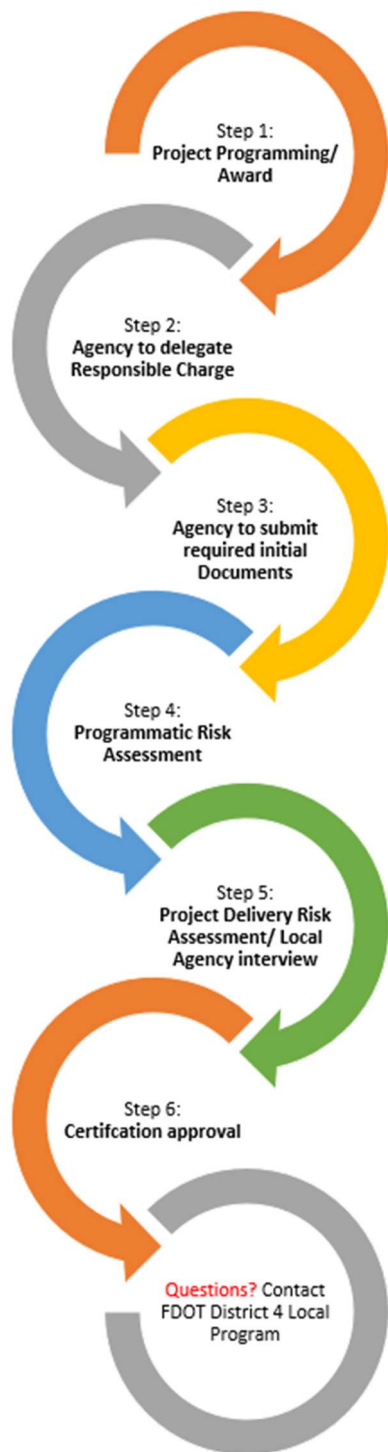 Step 1:
Project Programming/
Award
Step 2:
Agency to delegate
Responsible Charge
Step 3:
Agency to submit
required initial
Documents
Step 4:
Programmatic Risk
Assessment
Step 5:
Project Delivery Risk
Assessment/ Local
Agency interview
Step 6:
Certifcation approval
Questions? Contact
FDOT District 4 Local
Program